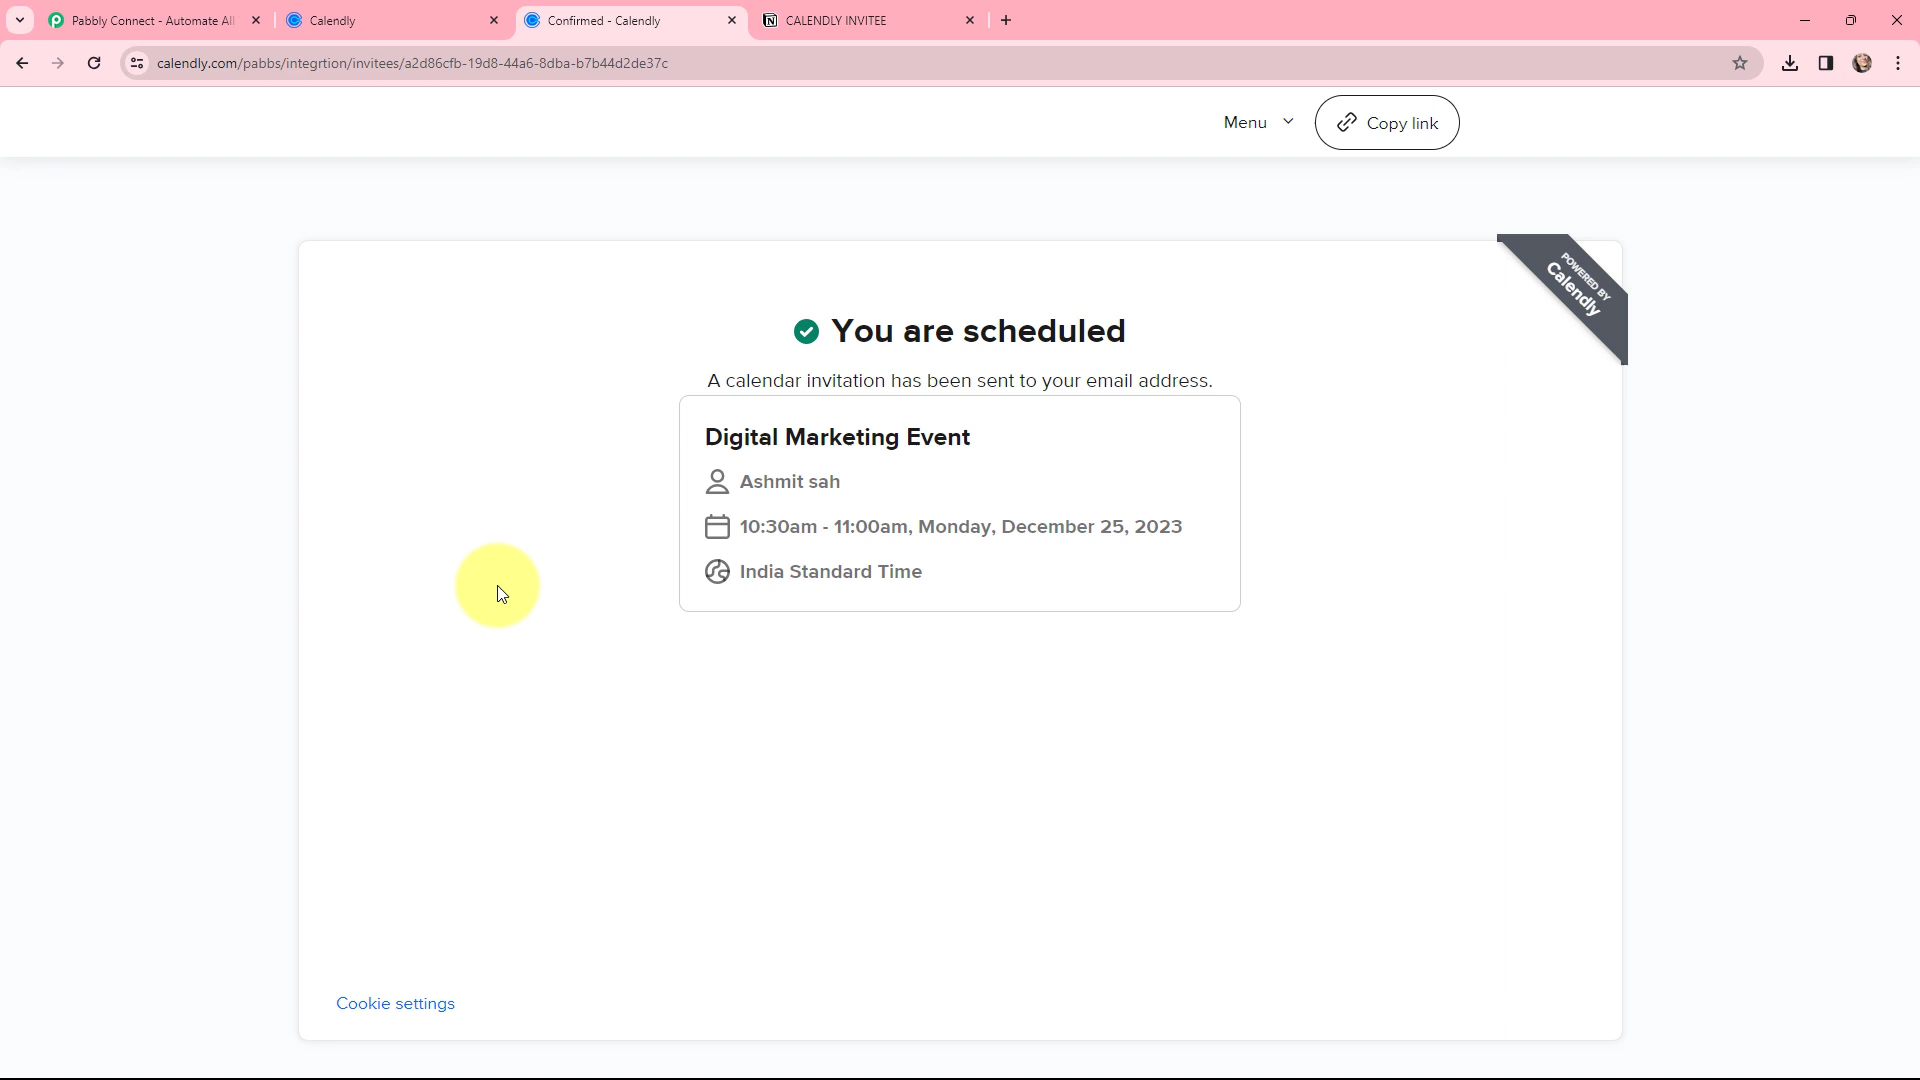 Pabbly Connect - Automate All
Calendly
Confirmed - Calendly
CALENDLY INVITEE
calendly.com/pabbs/integrtion/invitees/a2d86cfb-19d8-44a6-8dba-b7b44d2de37c
Menu
Copy link
POWERED BY
Calendly
You are scheduled
A calendar invitation has been sent to your email address.
Digital Marketing Event
Ashmit sah
10:30am - 11:00am, Monday, December 25, 2023
India Standard Time
Cookie settings